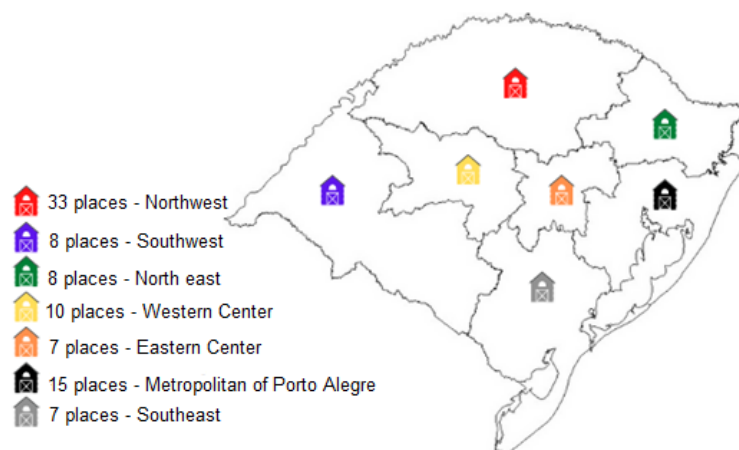 33 places - Northwest
8 places - Southwest
8 places - North east
10 places - Western Center
7 places - Eastern Center
15 places - Metropolitan of Porto Alegre
7 places - Southeast